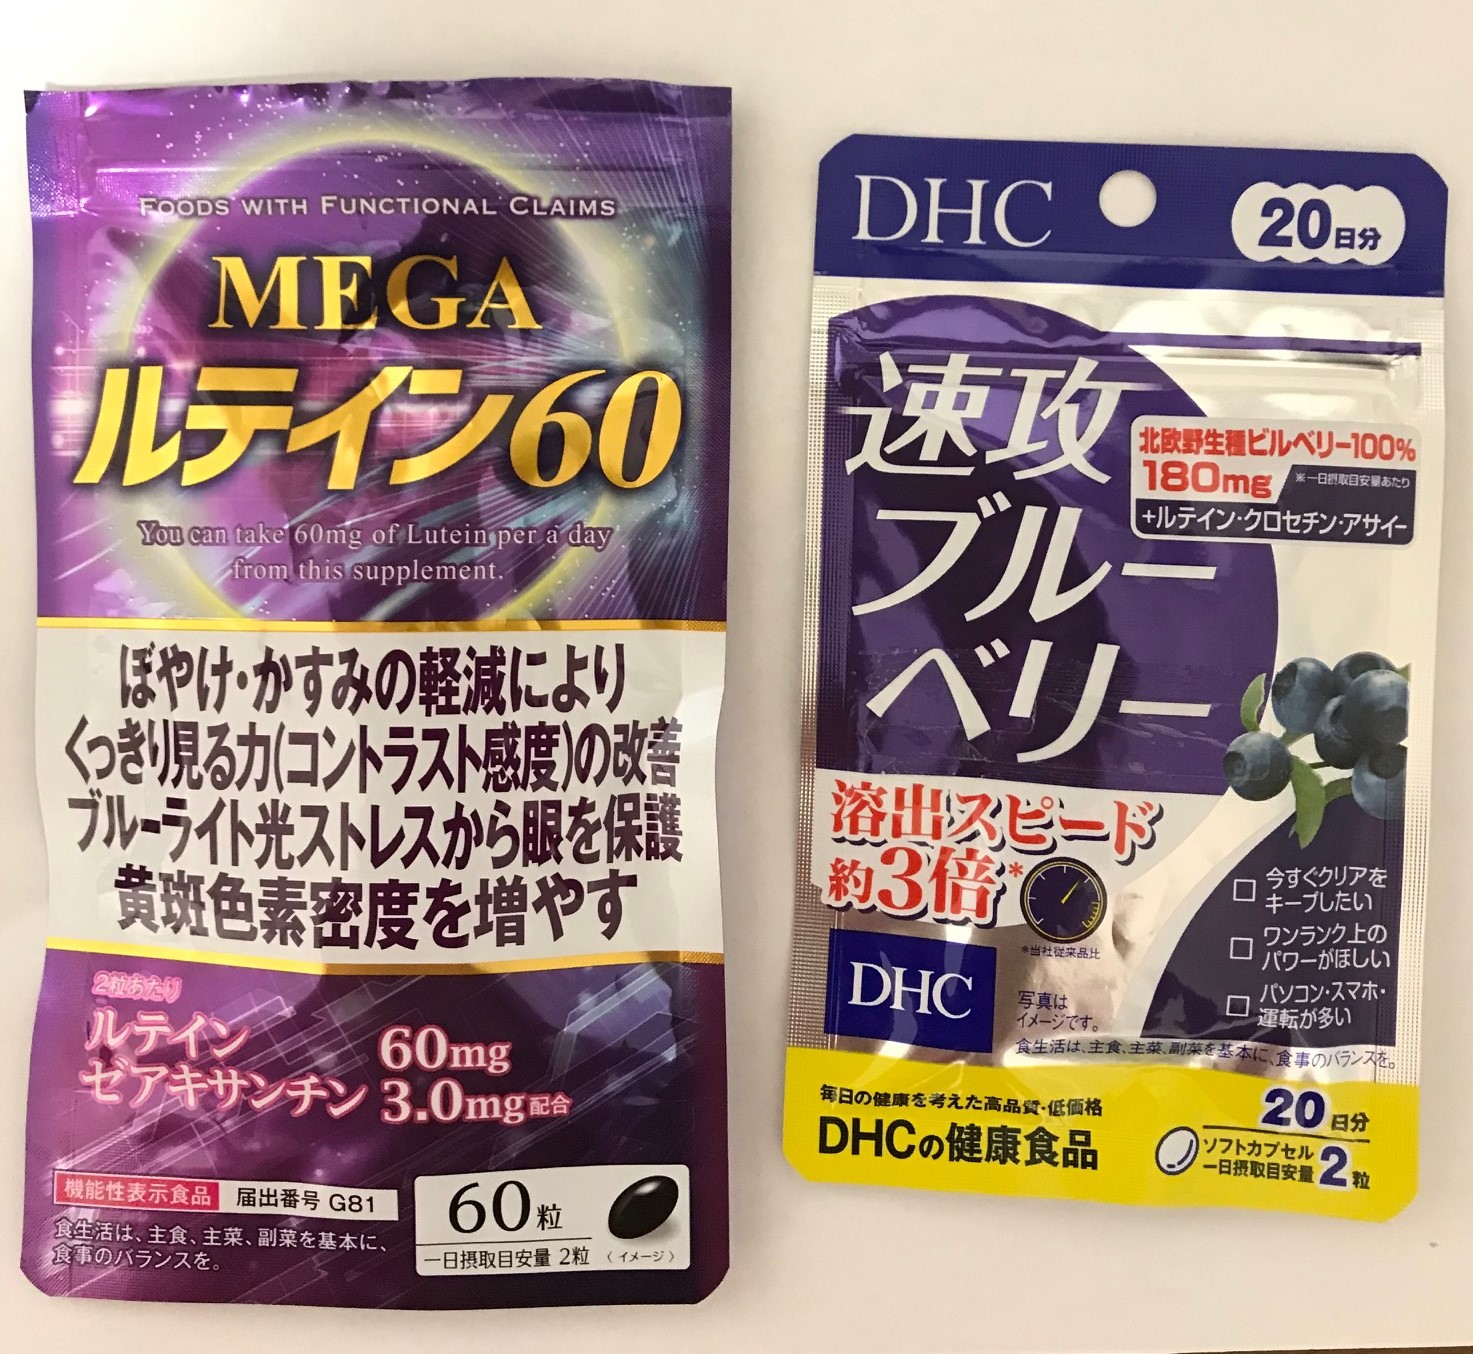 FOODS WITH FUNCTIONAL CLAIMS
MEGA
ルテイン60
You can take 60mg of Lutein per a day
from this supplement.
ぼやけ・かすみの軽減により
くっきり見る力(コントラスト感度)の改善
ブルーライト光ストレスから眼を保護
黄斑色素密度を増やす
2粒あたり
ルテイン 60mg
ゼアキサンチン 3.0mg配合
機能性表示食品 届出番号 G81
食生活は、主食、主菜、副菜を基本に、
食事のバランスを。
60粒
一日摂取目安量 2粒
〈イメージ〉
DHC
20日分
速攻
ブルー
ベリー
北欧野生種ビルベリー100%
180mg ※一日摂取目安量あたり
+ルテイン・クロセチン・アサイー
溶出スピード
約3倍*
*当社従来品比
DHC
写真は
イメージです。
今すぐクリアを
キープしたい
ワンランク上の
パワーがほしい
パソコン・スマホ・
運転が多い
食生活は、主食、主菜、副菜を基本に、食事のバランスを。
毎日の健康を考えた高品質・低価格
DHCの健康食品
20日分
ソフトカプセル
一日摂取目安量 2粒